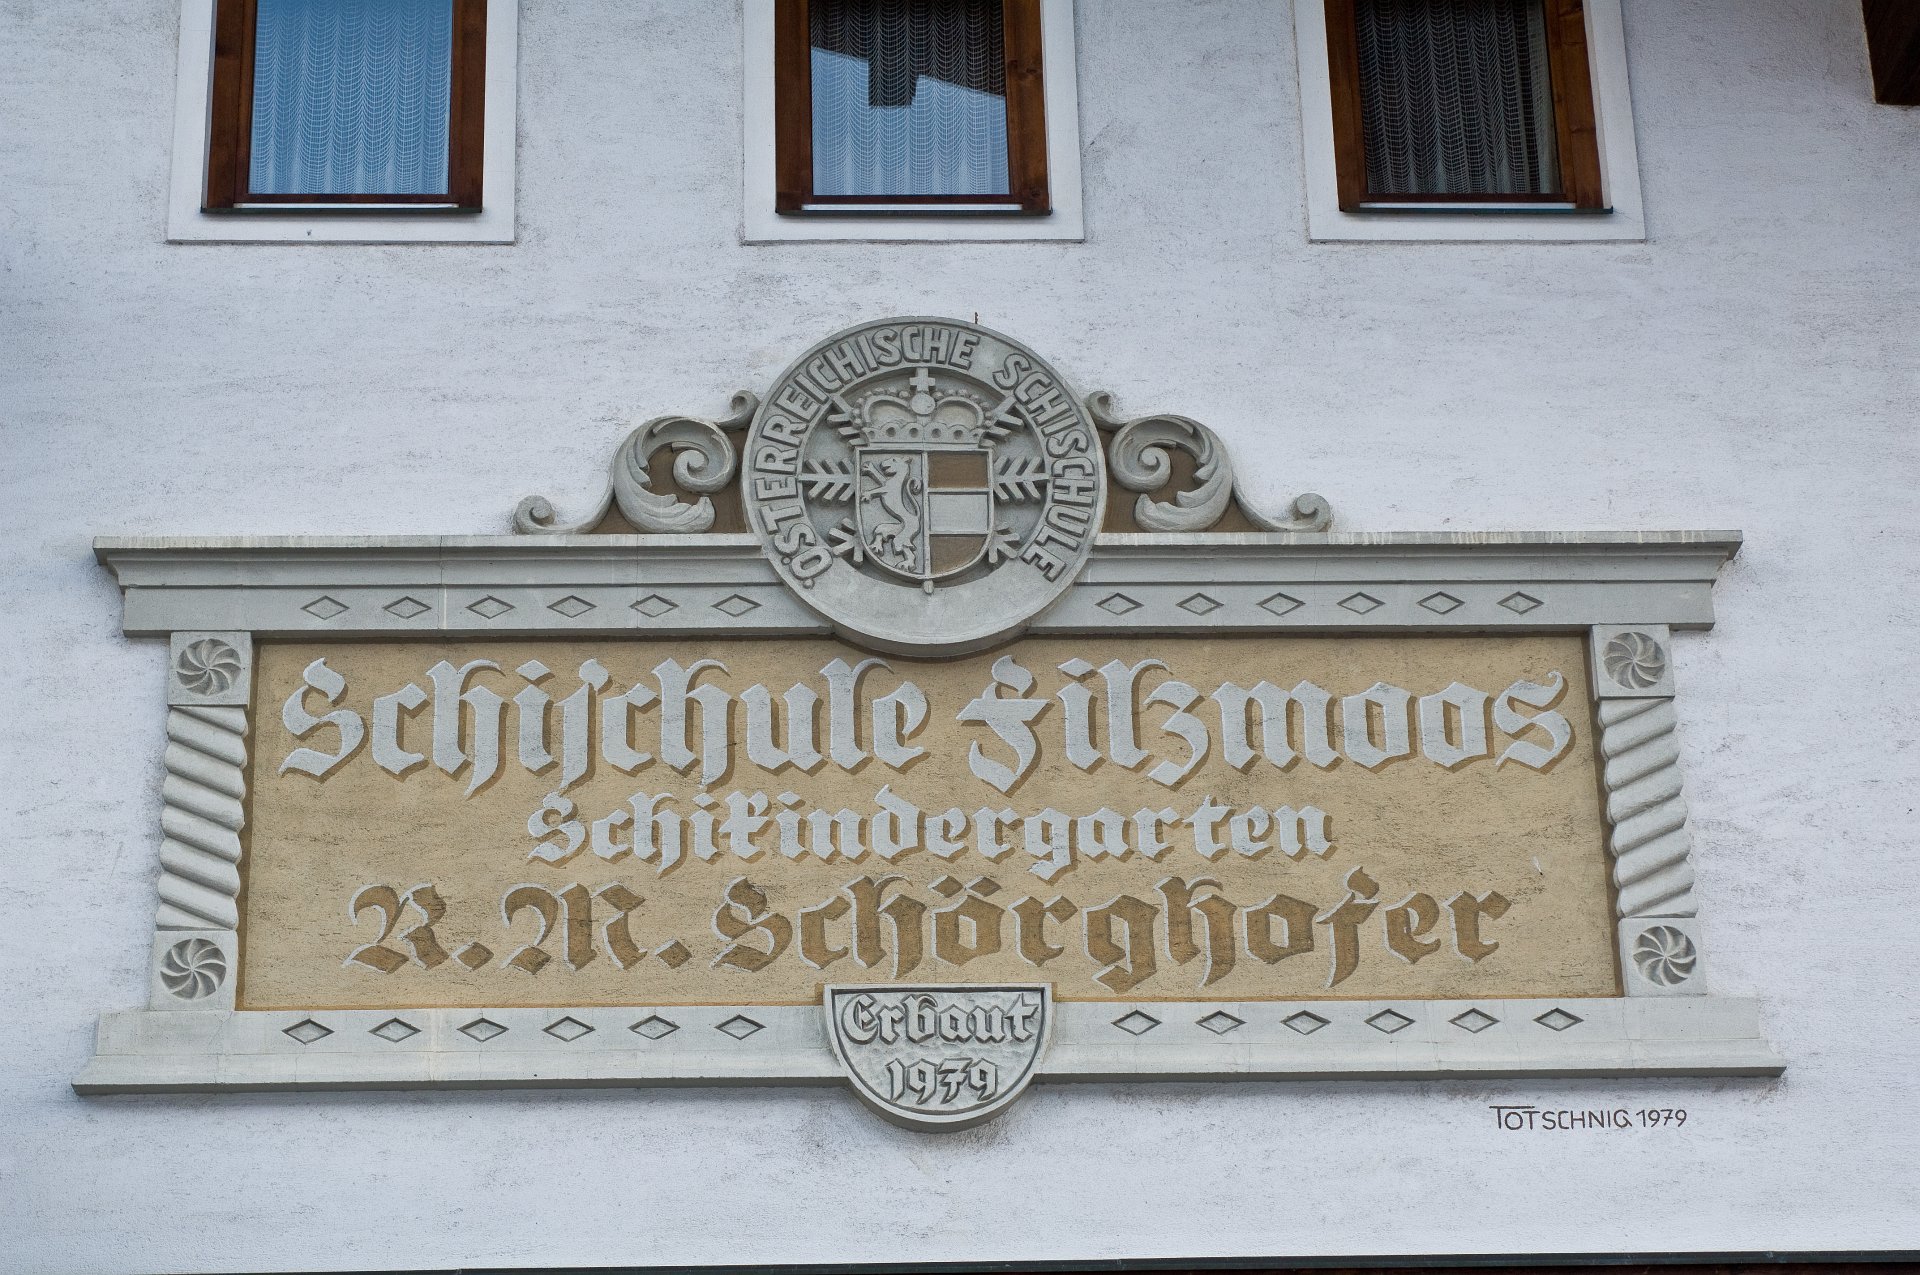 Ö.S.ÖSTERREICHISCHE SCHISCHULE
Schischule Filzmoos
Schikindergarten
R.M. Schörghofer
Erbaut
1979
TOTSCHNIG 1979